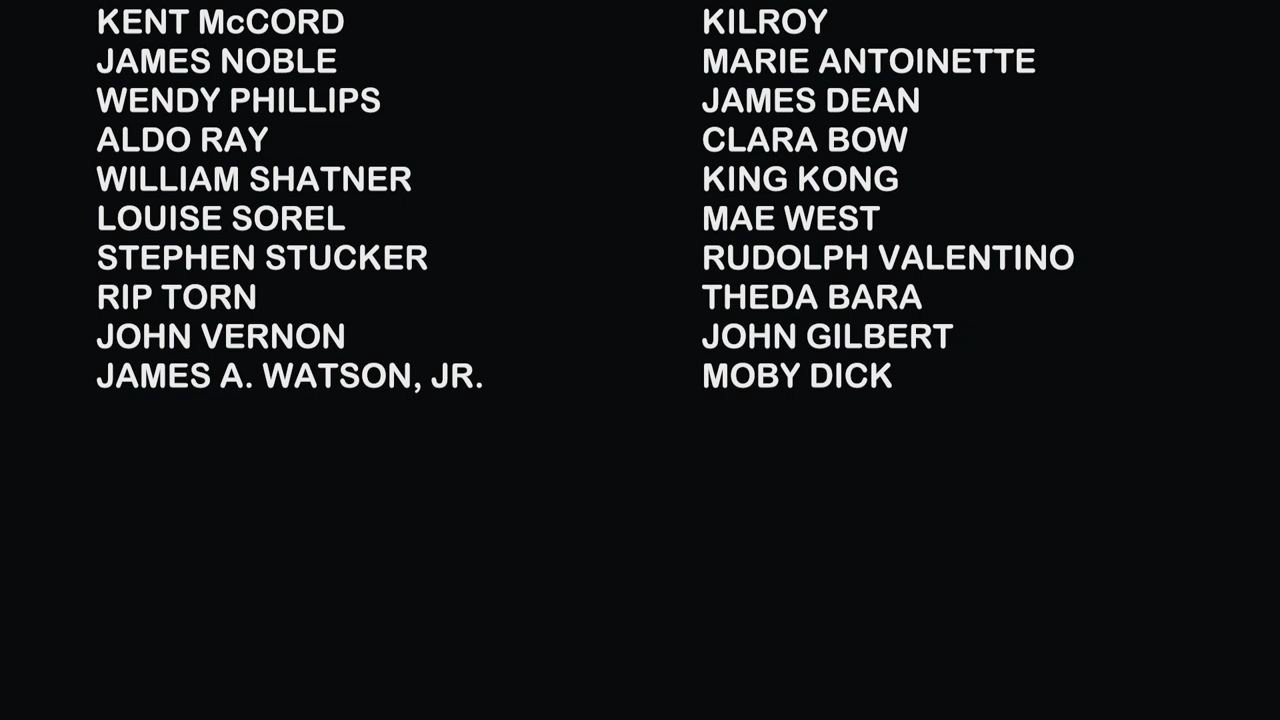 KENT McCORD KILROY
JAMES NOBLE MARIE ANTOINETTE
WENDY PHILLIPS JAMES DEAN
ALDO RAY CLARA BOW
WILLIAM SHATNER KING KONG
LOUISE SOREL MAE WEST
STEPHEN STUCKER RUDOLPH VALENTINO
RIP TORN THEDA BARA
JOHN VERNON JOHN GILBERT
JAMES A. WATSON, JR. MOBY DICK